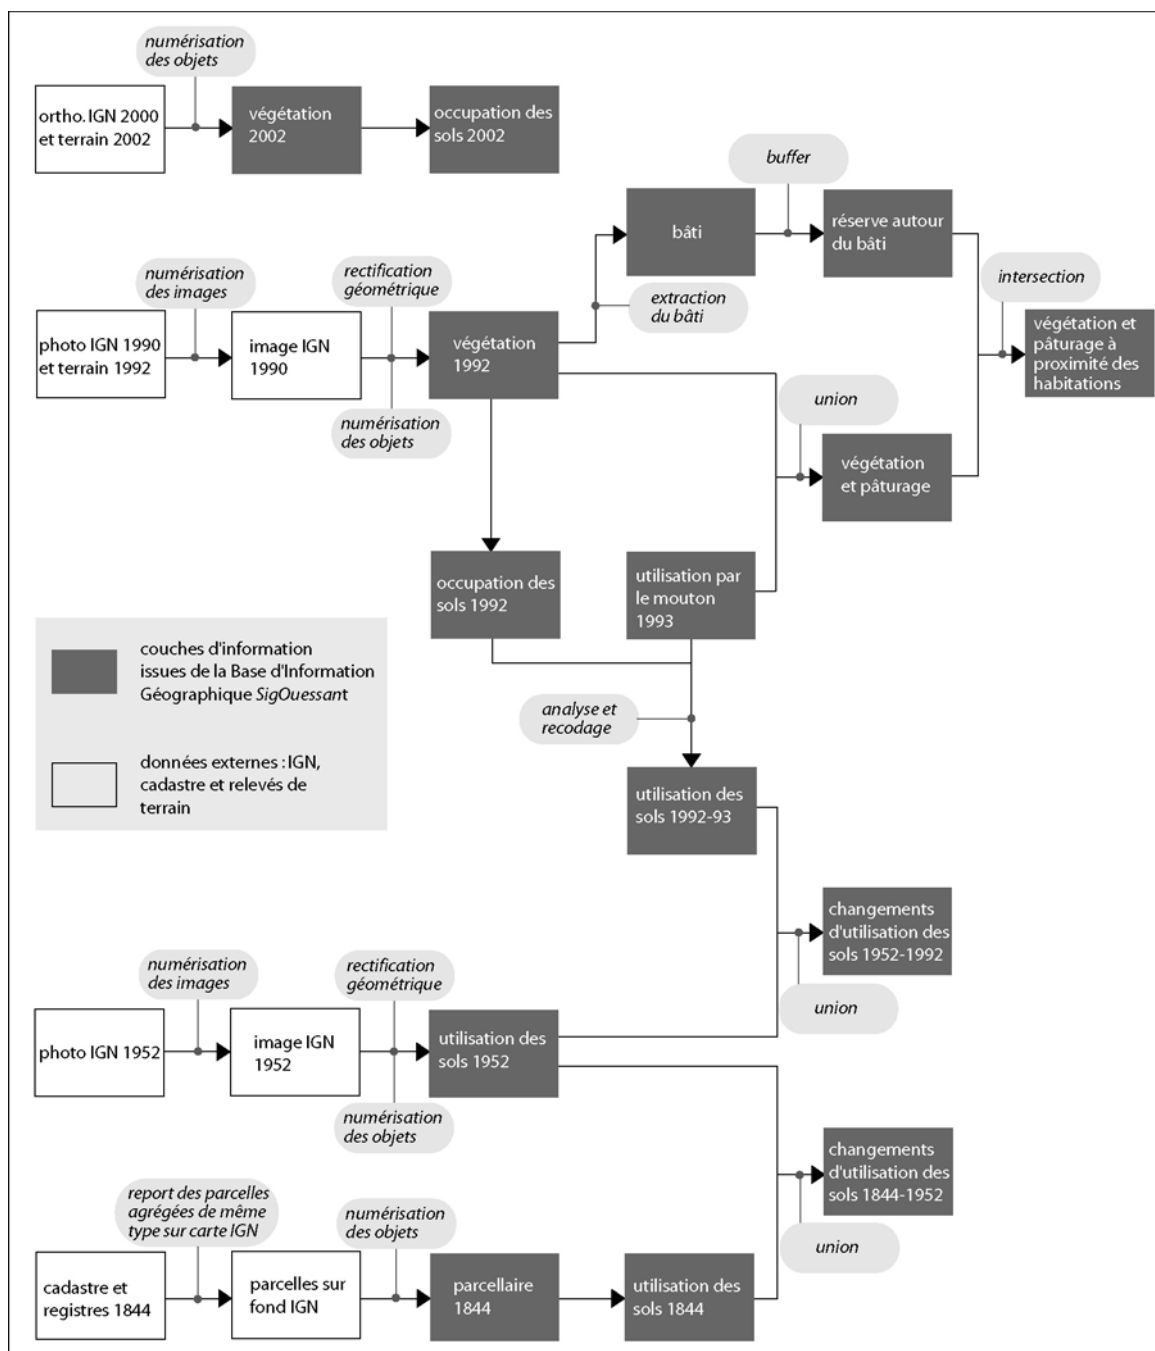 numérisation
des objets
ortho. IGN 2000
et terrain 2002
végétation
2002
occupation des
sols 2002
buffer
bâti
réserve autour
du bâti
numérisation
des images
rectification
géométrique
extraction
du bâti
intersection
photo IGN 1990
et terrain 1992
image IGN
1990
végétation
1992
végétation et
pâturage à
proximité des
habitations
numérisation
des objets
union
végétation
et pâturage
occupation des
sols 1992
utilisation par
le mouton
1993
couches d'information
issues de la Base d'Information
Géographique SigOuessant
données externes : IGN,
cadastre et relevés de
terrain
analyse et
recodage
utilisation des
sols 1992-93
changements
d'utilisation des
sols 1952-1992
numérisation
des images
rectification
géométrique
union
photo IGN 1952
image IGN
1952
utilisation des
sols 1952
numérisation
des objets
changements
d'utilisation des
sols 1844-1952
report des parcelles
agrégées de même
type sur carte IGN
numérisation
des objets
union
cadastre et
registres 1844
parcelles sur
fond IGN
parcellaire
1844
utilisation des
sols 1844